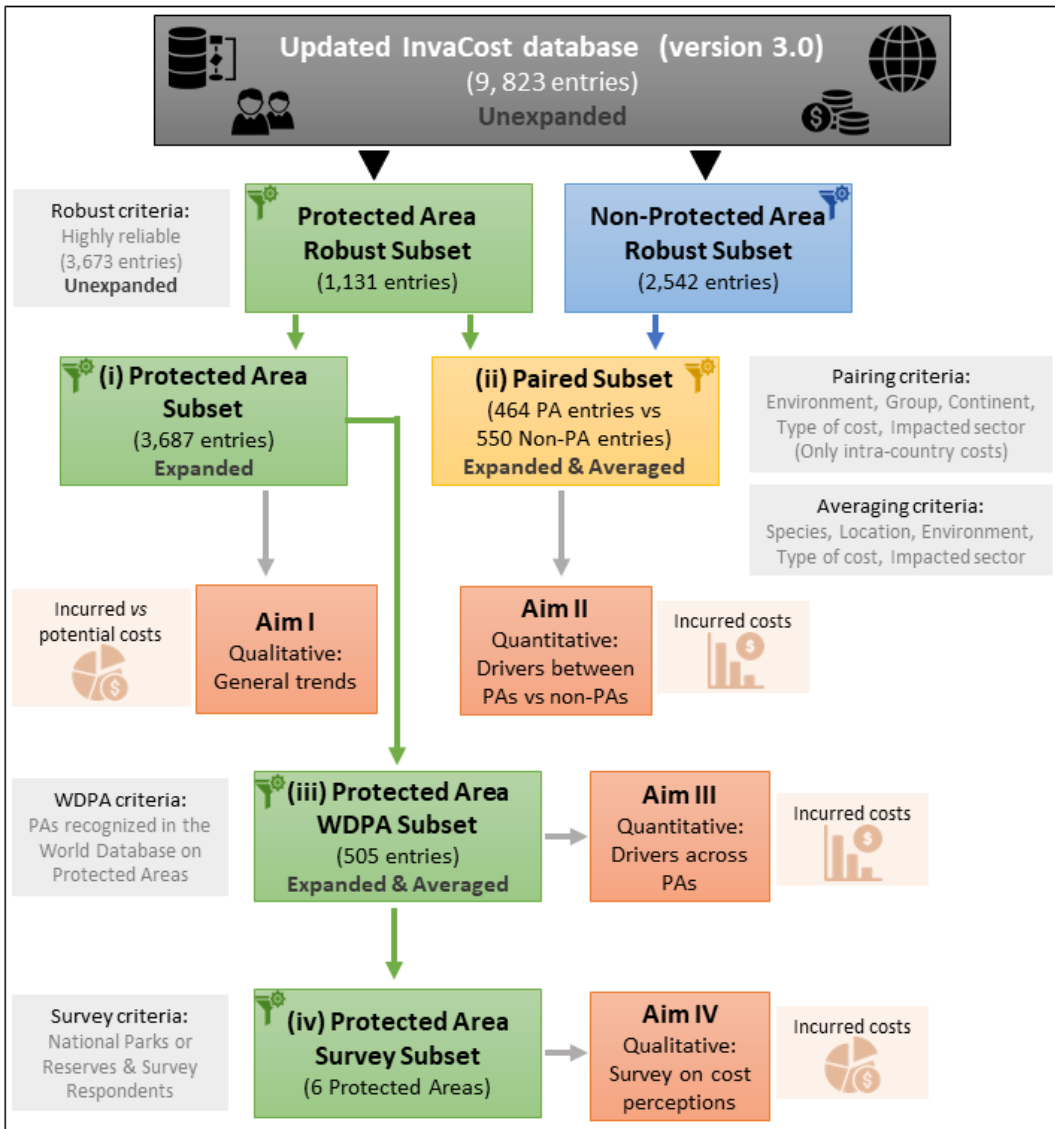 Updated InvaCost database (version 3.0)
(9, 823 entries)
Unexpanded
Robust criteria:
Highly reliable
(3,673 entries)
Unexpanded
Protected Area
Robust Subset
(1,131 entries)
Non-Protected Area
Robust Subset
(2,542 entries)
(i) Protected Area
Subset
(3,687 entries)
Expanded
(ii) Paired Subset
(464 PA entries vs
550 Non-PA entries)
Expanded & Averaged
Pairing criteria:
Environment, Group, Continent,
Type of cost, Impacted sector
(Only intra-country costs)
Averaging criteria:
Species, Location, Environment,
Type of cost, Impacted sector
Incurred vs
potential costs
Aim I
Qualitative:
General trends
Aim II
Quantitative:
Drivers between
PAs vs non-PAs
Incurred costs
WDPA criteria:
PAs recognized in the
World Database on
Protected Areas
(iii) Protected Area
WDPA Subset
(505 entries)
Expanded & Averaged
Aim III
Quantitative:
Drivers across
PAs
Incurred costs
Survey criteria:
National Parks or
Reserves & Survey
Respondents
(iv) Protected Area
Survey Subset
(6 Protected Areas)
Aim IV
Qualitative:
Survey on cost
perceptions
Incurred costs